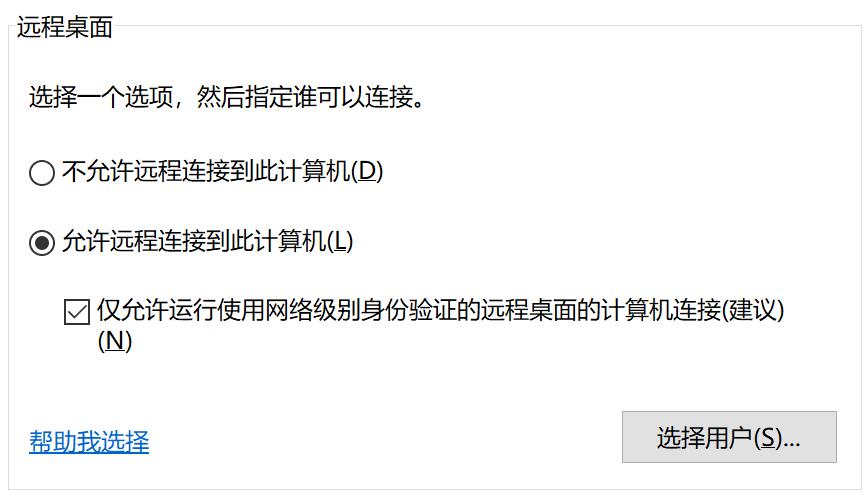 远程桌面
选择一个选项，然后指定谁可以连接。
不允许远程连接到此计算机(D)
允许远程连接到此计算机(L)
仅允许运行使用网络级别身份验证的远程桌面的计算机连接(建议)
(N)
帮助我选择
选择用户(S)...